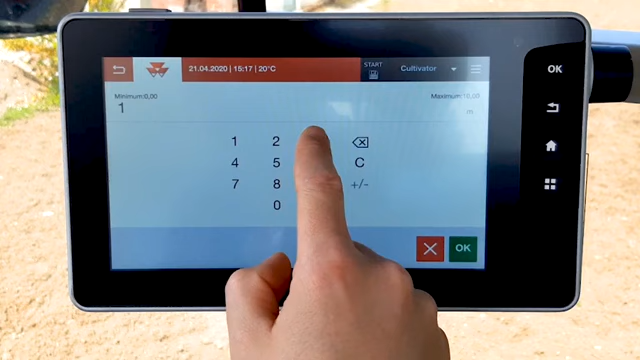 21.04.2020 | 15:17 | 20°C
START
Cultivator
Minimum:0,00
Maximum:18,00
1
m
1 2
4 5 C
7 8 +/-
0
OK
OK